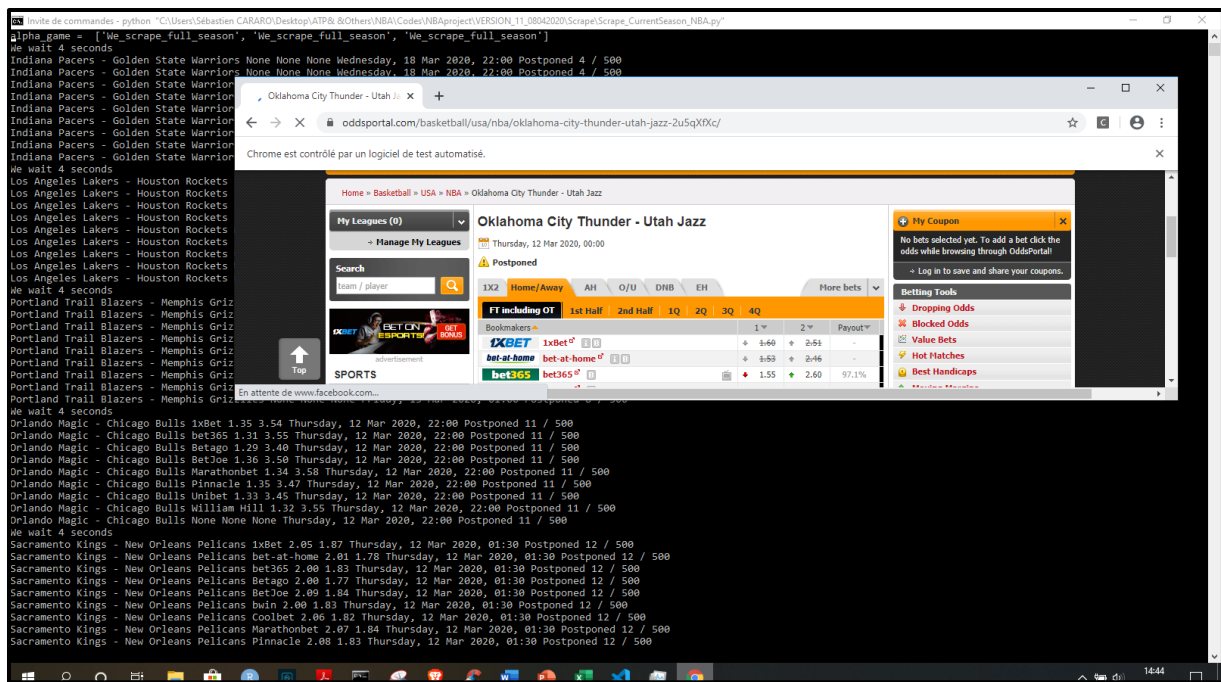 Invite de commandes - python "C:\Users\Sébastien CARARO\Desktop\ATP& &Others\NBA\Codes\NBAproject\VERSION_11_08042020\Scrape\Scrape_CurrentSeason_NBA.py"
alpha_game = ['We_scrape_full_season', 'We_scrape_full_season', 'We_scrape_full_season']
We wait 4 seconds
Indiana Pacers - Golden State Warriors None None None Wednesday, 18 Mar 2020, 22:00 Postponed 4 / 500
Indiana Pacers - Golden State Warriors None None None Wednesday, 18 Mar 2020, 22:00 Postponed 4 / 500
Indiana Pacers - Golden State Warrior
Indiana Pacers - Golden State Warrior
Indiana Pacers - Golden State Warrior
Indiana Pacers - Golden State Warrior
Indiana Pacers - Golden State Warrior
Indiana Pacers - Golden State Warrior
Indiana Pacers - Golden State Warrior
We wait 4 seconds
Los Angeles Lakers - Houston Rockets
Los Angeles Lakers - Houston Rockets
Los Angeles Lakers - Houston Rockets
Los Angeles Lakers - Houston Rockets
Los Angeles Lakers - Houston Rockets
Los Angeles Lakers - Houston Rockets
Los Angeles Lakers - Houston Rockets
Los Angeles Lakers - Houston Rockets
Los Angeles Lakers - Houston Rockets
We wait 4 seconds
Portland Trail Blazers - Memphis Griz
Portland Trail Blazers - Memphis Griz
Portland Trail Blazers - Memphis Griz
Portland Trail Blazers - Memphis Griz
Portland Trail Blazers - Memphis Griz
Portland Trail Blazers - Memphis Griz
Portland Trail Blazers - Memphis Griz
Portland Trail Blazers - Memphis Griz
Portland Trail Blazers - Memphis Grizzlies None None None Friday, 13 Mar 2020, 01:00 Postponed 8 / 500
We wait 4 seconds
Orlando Magic - Chicago Bulls 1xBet 1.35 3.54 Thursday, 12 Mar 2020, 22:00 Postponed 11 / 500
Orlando Magic - Chicago Bulls bet365 1.31 3.55 Thursday, 12 Mar 2020, 22:00 Postponed 11 / 500
Orlando Magic - Chicago Bulls Betago 1.29 3.40 Thursday, 12 Mar 2020, 22:00 Postponed 11 / 500
Orlando Magic - Chicago Bulls BetJoe 1.36 3.50 Thursday, 12 Mar 2020, 22:00 Postponed 11 / 500
Orlando Magic - Chicago Bulls Marathonbet 1.34 3.58 Thursday, 12 Mar 2020, 22:00 Postponed 11 / 500
Orlando Magic - Chicago Bulls Pinnacle 1.35 3.47 Thursday, 12 Mar 2020, 22:00 Postponed 11 / 500
Orlando Magic - Chicago Bulls Unibet 1.33 3.45 Thursday, 12 Mar 2020, 22:00 Postponed 11 / 500
Orlando Magic - Chicago Bulls William Hill 1.32 3.55 Thursday, 12 Mar 2020, 22:00 Postponed 11 / 500
Orlando Magic - Chicago Bulls None None None Thursday, 12 Mar 2020, 22:00 Postponed 11 / 500
We wait 4 seconds
Sacramento Kings - New Orleans Pelicans 1xBet 2.05 1.87 Thursday, 12 Mar 2020, 01:30 Postponed 12 / 500
Sacramento Kings - New Orleans Pelicans bet-at-home 2.01 1.78 Thursday, 12 Mar 2020, 01:30 Postponed 12 / 500
Sacramento Kings - New Orleans Pelicans bet365 2.00 1.83 Thursday, 12 Mar 2020, 01:30 Postponed 12 / 500
Sacramento Kings - New Orleans Pelicans Betago 2.00 1.77 Thursday, 12 Mar 2020, 01:30 Postponed 12 / 500
Sacramento Kings - New Orleans Pelicans BetJoe 2.09 1.84 Thursday, 12 Mar 2020, 01:30 Postponed 12 / 500
Sacramento Kings - New Orleans Pelicans bwin 2.00 1.83 Thursday, 12 Mar 2020, 01:30 Postponed 12 / 500
Sacramento Kings - New Orleans Pelicans Coolbet 2.06 1.82 Thursday, 12 Mar 2020, 01:30 Postponed 12 / 500
Sacramento Kings - New Orleans Pelicans Marathonbet 2.07 1.84 Thursday, 12 Mar 2020, 01:30 Postponed 12 / 500
Sacramento Kings - New Orleans Pelicans Pinnacle 2.08 1.83 Thursday, 12 Mar 2020, 01:30 Postponed 12 / 500
Oklahoma City Thunder - Utah Ja
oddsportal.com/basketball/usa/nba/oklahoma-city-thunder-utah-jazz-2u5qXfXc/
Chrome est contrôlé par un logiciel de test automatisé.
Home » Basketball » USA » NBA » Oklahoma City Thunder - Utah Jazz
My Leagues (0)
Manage My Leagues
Search
team / player
1XBET BET ON ESPORTS! GET BONUS
advertisement
Top
SPORTS
En attente de www.facebook.com...
Oklahoma City Thunder - Utah Jazz
Thursday, 12 Mar 2020, 00:00
Postponed
1X2 Home/Away AH O/U DNB EH More bets
FT including OT 1st Half 2nd Half 1Q 2Q 3Q 4Q
Bookmakers 1 2 Payout
1XBET 1xBet 1.60 2.51 -
bet-at-home bet-at-home 1.53 2.46 -
bet365 bet365 1.55 2.60 97.1%
My Coupon
No bets selected yet. To add a bet click the
odds while browsing through OddsPortal!
Log in to save and share your coupons.
Betting Tools
Dropping Odds
Blocked Odds
Value Bets
Hot Matches
Best Handicaps
14:44